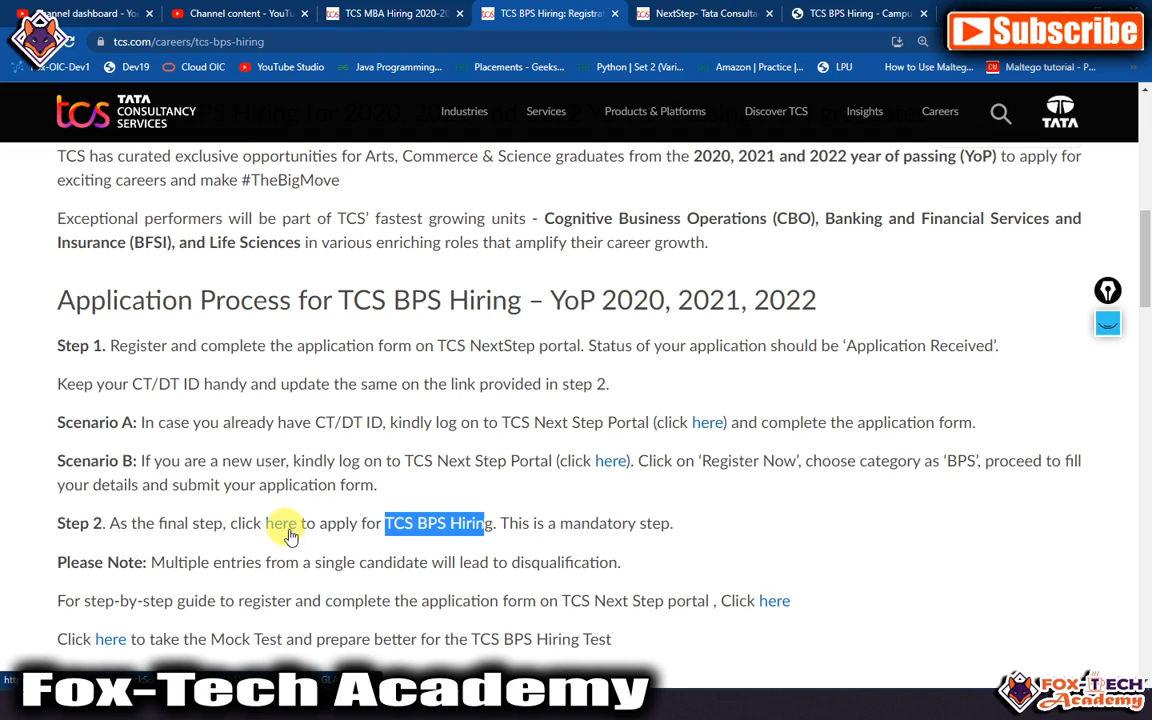 Channel dashboard - Yo
Channel content - YouTu
TCS MBA Hiring 2020-2
TCS BPS Hiring: Registra
NextStep- Tata Consulta
TCS BPS Hiring - Campu
Subscribe
tcs.com/careers/tcs-bps-hiring
ox-OIC-Dev1
Dev19
Cloud OIC
YouTube Studio
Java Programming...
Placements - Geeks...
Python | Set 2 (Vari...
Amazon | Practice |...
LPU
How to Use Malteg...
Maltego tutorial - P...
tcs
TATA
CONSULTANCY
SERVICES
Industries
Services
Products & Platforms
Discover TCS
Insights
Careers
TATA
TCS has curated exclusive opportunities for Arts, Commerce & Science graduates from the 2020, 2021 and 2022 year of passing (YoP) to apply for
exciting careers and make #TheBigMove
Exceptional performers will be part of TCS’ fastest growing units - Cognitive Business Operations (CBO), Banking and Financial Services and
Insurance (BFSI), and Life Sciences in various enriching roles that amplify their career growth.
Application Process for TCS BPS Hiring – YoP 2020, 2021, 2022
Step 1. Register and complete the application form on TCS NextStep portal. Status of your application should be ‘Application Received’.
Keep your CT/DT ID handy and update the same on the link provided in step 2.
Scenario A: In case you already have CT/DT ID, kindly log on to TCS Next Step Portal (click here) and complete the application form.
Scenario B: If you are a new user, kindly log on to TCS Next Step Portal (click here). Click on ‘Register Now’, choose category as ‘BPS’, proceed to fill
your details and submit your application form.
Step 2. As the final step, click here to apply for TCS BPS Hiring. This is a mandatory step.
Please Note: Multiple entries from a single candidate will lead to disqualification.
For step-by-step guide to register and complete the application form on TCS Next Step portal , Click here
Click here to take the Mock Test and prepare better for the TCS BPS Hiring Test
Fox-Tech Academy
FOX-TECH
Academy